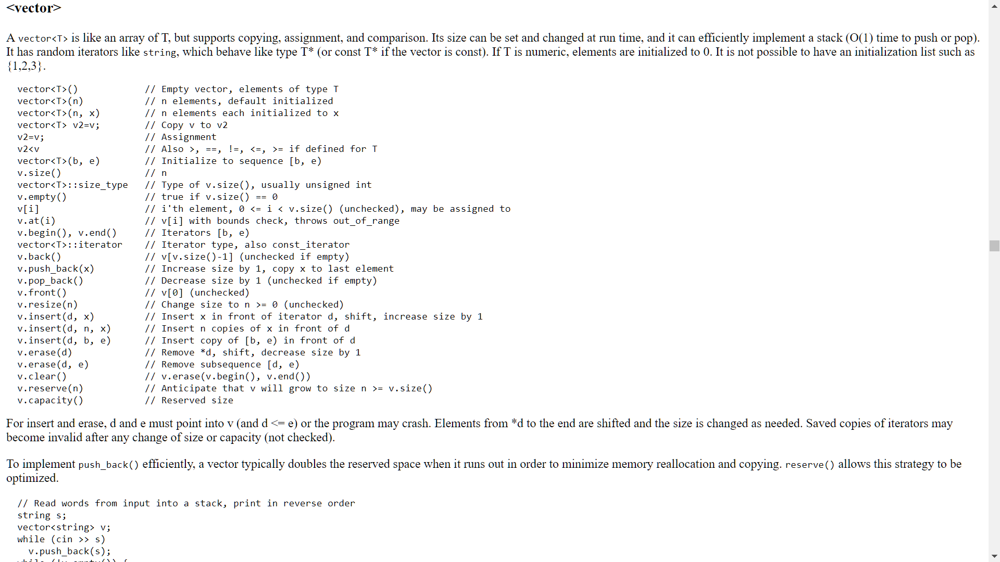 <vector>
A vector<T> is like an array of T, but supports copying, assignment, and comparison. Its size can be set and changed at run time, and it can efficiently implement a stack (O(1) time to push or pop).
It has random iterators like string, which behave like type T* (or const T* if the vector is const). If T is numeric, elements are initialized to 0. It is not possible to have an initialization list such as
{1,2,3}.
vector<T>()            // Empty vector, elements of type T
vector<T>(n)           // n elements, default initialized
vector<T>(n, x)        // n elements each initialized to x
vector<T> v2=v;        // Copy v to v2
v2=v;                  // Assignment
v2<v                   // Also >, ==, !=, <=, >= if defined for T
vector<T>(b, e)        // Initialize to sequence [b, e)
v.size()               // n
vector<T>::size_type   // Type of v.size(), usually unsigned int
v.empty()              // true if v.size() == 0
v[i]                   // i'th element, 0 <= i < v.size() (unchecked), may be assigned to
v.at(i)                // v[i] with bounds check, throws out_of_range
v.begin(), v.end()     // Iterators [b, e)
vector<T>::iterator    // Iterator type, also const_iterator
v.back()               // v[v.size()-1] (unchecked if empty)
v.push_back(x)         // Increase size by 1, copy x to last element
v.pop_back()           // Decrease size by 1 (unchecked if empty)
v.front()              // v[0] (unchecked)
v.resize(n)            // Change size to n >= 0 (unchecked)
v.insert(d, x)         // Insert x in front of iterator d, shift, increase size by 1
v.insert(d, n, x)      // Insert n copies of x in front of d
v.insert(d, b, e)      // Insert copy of [b, e) in front of d
v.erase(d)             // Remove *d, shift, decrease size by 1
v.erase(d, e)          // Remove subsequence [d, e)
v.clear()              // v.erase(v.begin(), v.end())
v.reserve(n)           // Anticipate that v will grow to size n >= v.size()
v.capacity()           // Reserved size
For insert and erase, d and e must point into v (and d <= e) or the program may crash. Elements from *d to the end are shifted and the size is changed as needed. Saved copies of iterators may
become invalid after any change of size or capacity (not checked).
To implement push_back() efficiently, a vector typically doubles the reserved space when it runs out in order to minimize memory reallocation and copying. reserve() allows this strategy to be
optimized.
// Read words from input into a stack, print in reverse order
string s;
vector<string> v;
while (cin >> s)
  v.push_back(s);